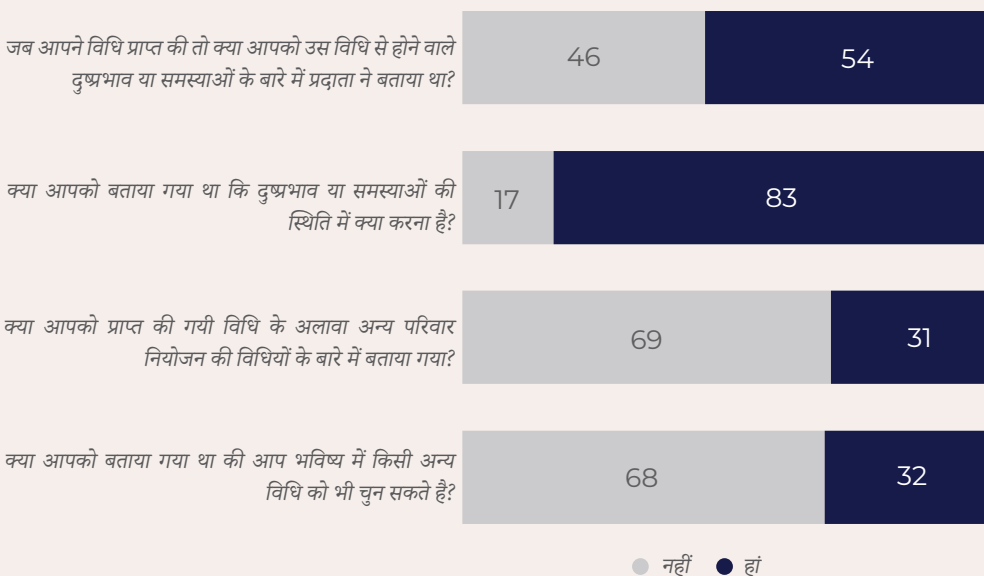 जब आपने विधि प्राप्त की तो क्या आपको उस विधि से होने वाले
दुष्प्रभाव या समस्याओं के बारे में प्रदाता ने बताया था?
46
54
क्या आपको बताया गया था कि दुष्प्रभाव या समस्याओं की
स्थिति में क्या करना है?
17
83
क्या आपको प्राप्त की गयी विधि के अलावा अन्य परिवार
नियोजन की विधियों के बारे में बताया गया?
69
31
क्या आपको बताया गया था की आप भविष्य में किसी अन्य
विधि को भी चुन सकते है?
68
32
नहीं हां